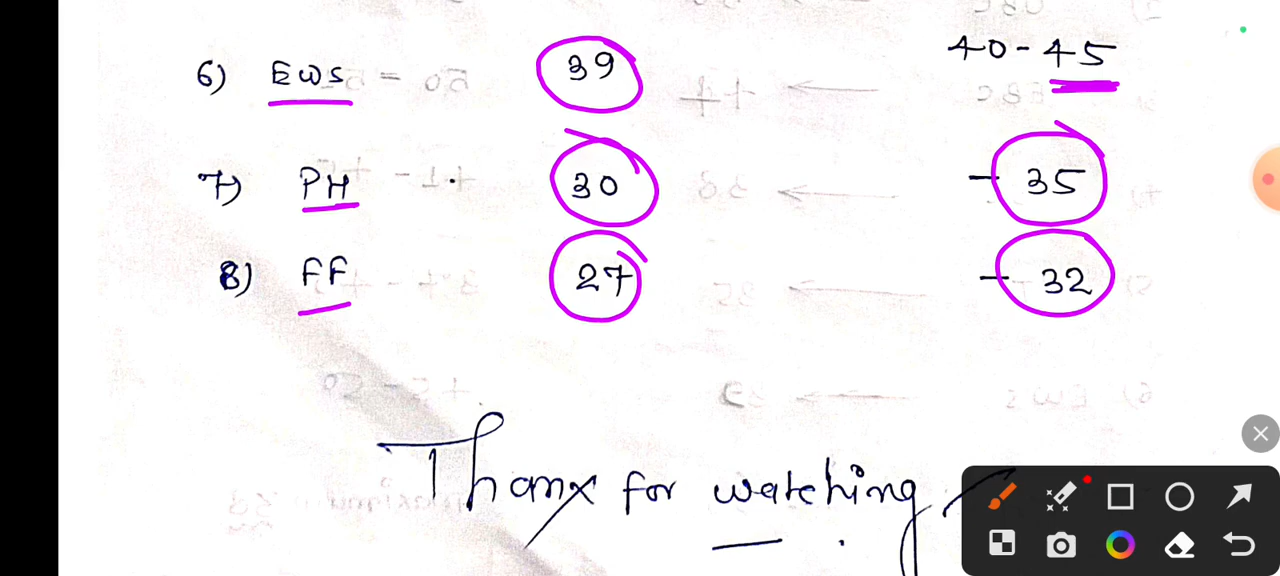 6) EWS 39 40-45
7) PH 30 - 35
8) FF 27 - 32
Thanx for watching